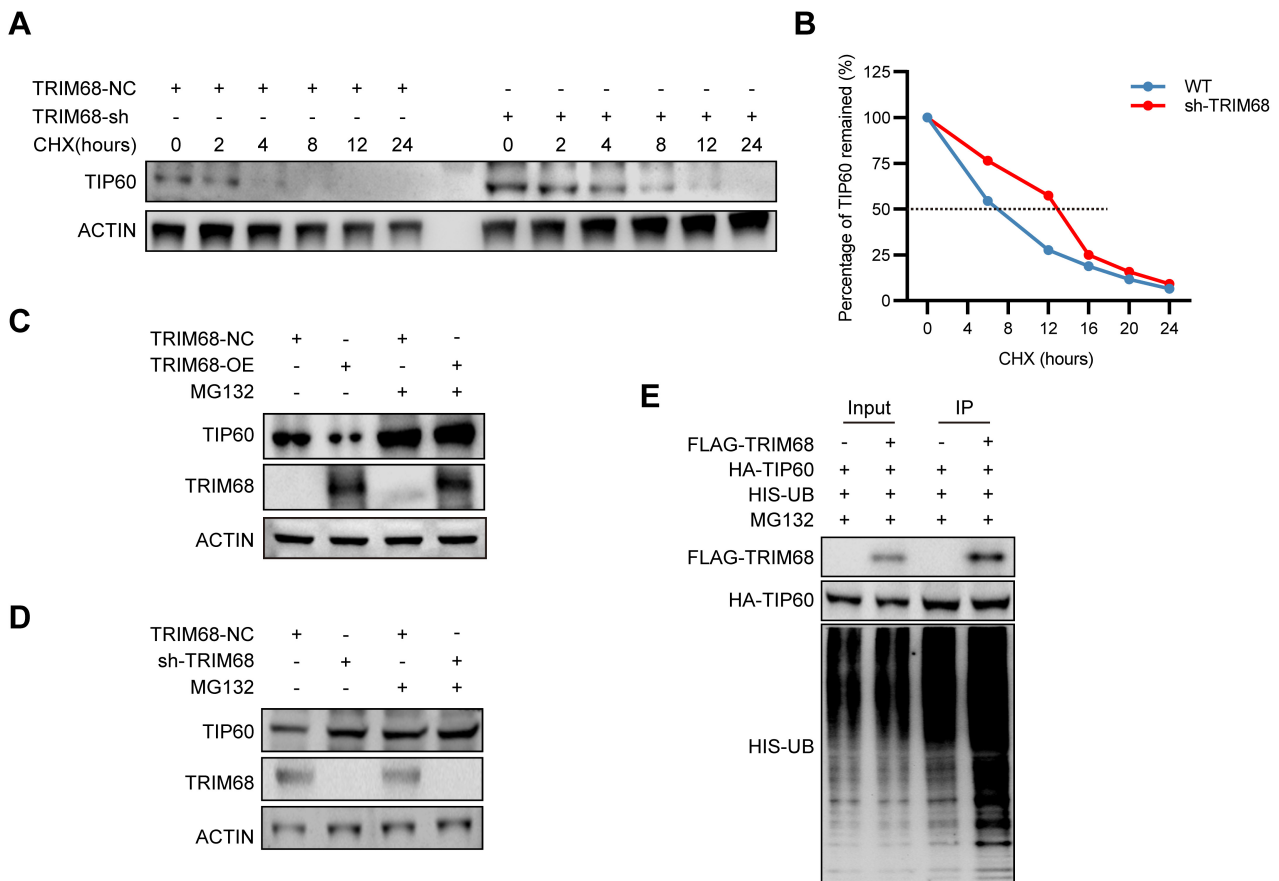 A
TRIM68-NC + + + + + + - - - - - -
TRIM68-sh - - - - - - + + + + + +
CHX(hours) 0 2 4 8 12 24 0 2 4 8 12 24
TIP60
ACTIN
B
Percentage of TIP60 remained (%)
125
100
75
50
25
0
0 4 8 12 16 20 24
CHX (hours)
WT
sh-TRIM68
C
TRIM68-NC + - + -
TRIM68-OE - + - +
MG132 - - + +
TIP60
TRIM68
ACTIN
D
TRIM68-NC + - + -
sh-TRIM68 - + - +
MG132 - - + +
TIP60
TRIM68
ACTIN
E
Input IP
FLAG-TRIM68 - + - +
HA-TIP60 + + + +
HIS-UB + + + +
MG132 + + + +
FLAG-TRIM68
HA-TIP60
HIS-UB